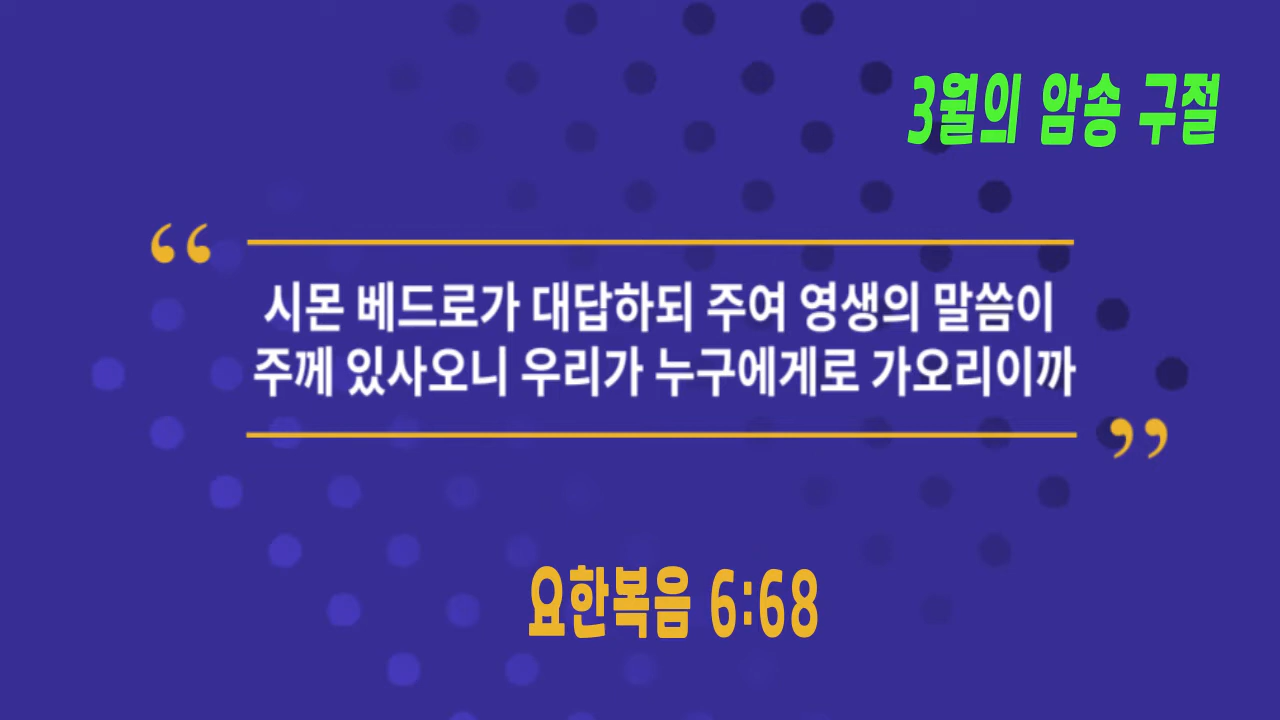 3월의 암송 구절
“ 시몬 베드로가 대답하되 주여 영생의 말씀이
주께 있사오니 우리가 누구에게로 가오리이까 ”
요한복음 6:68